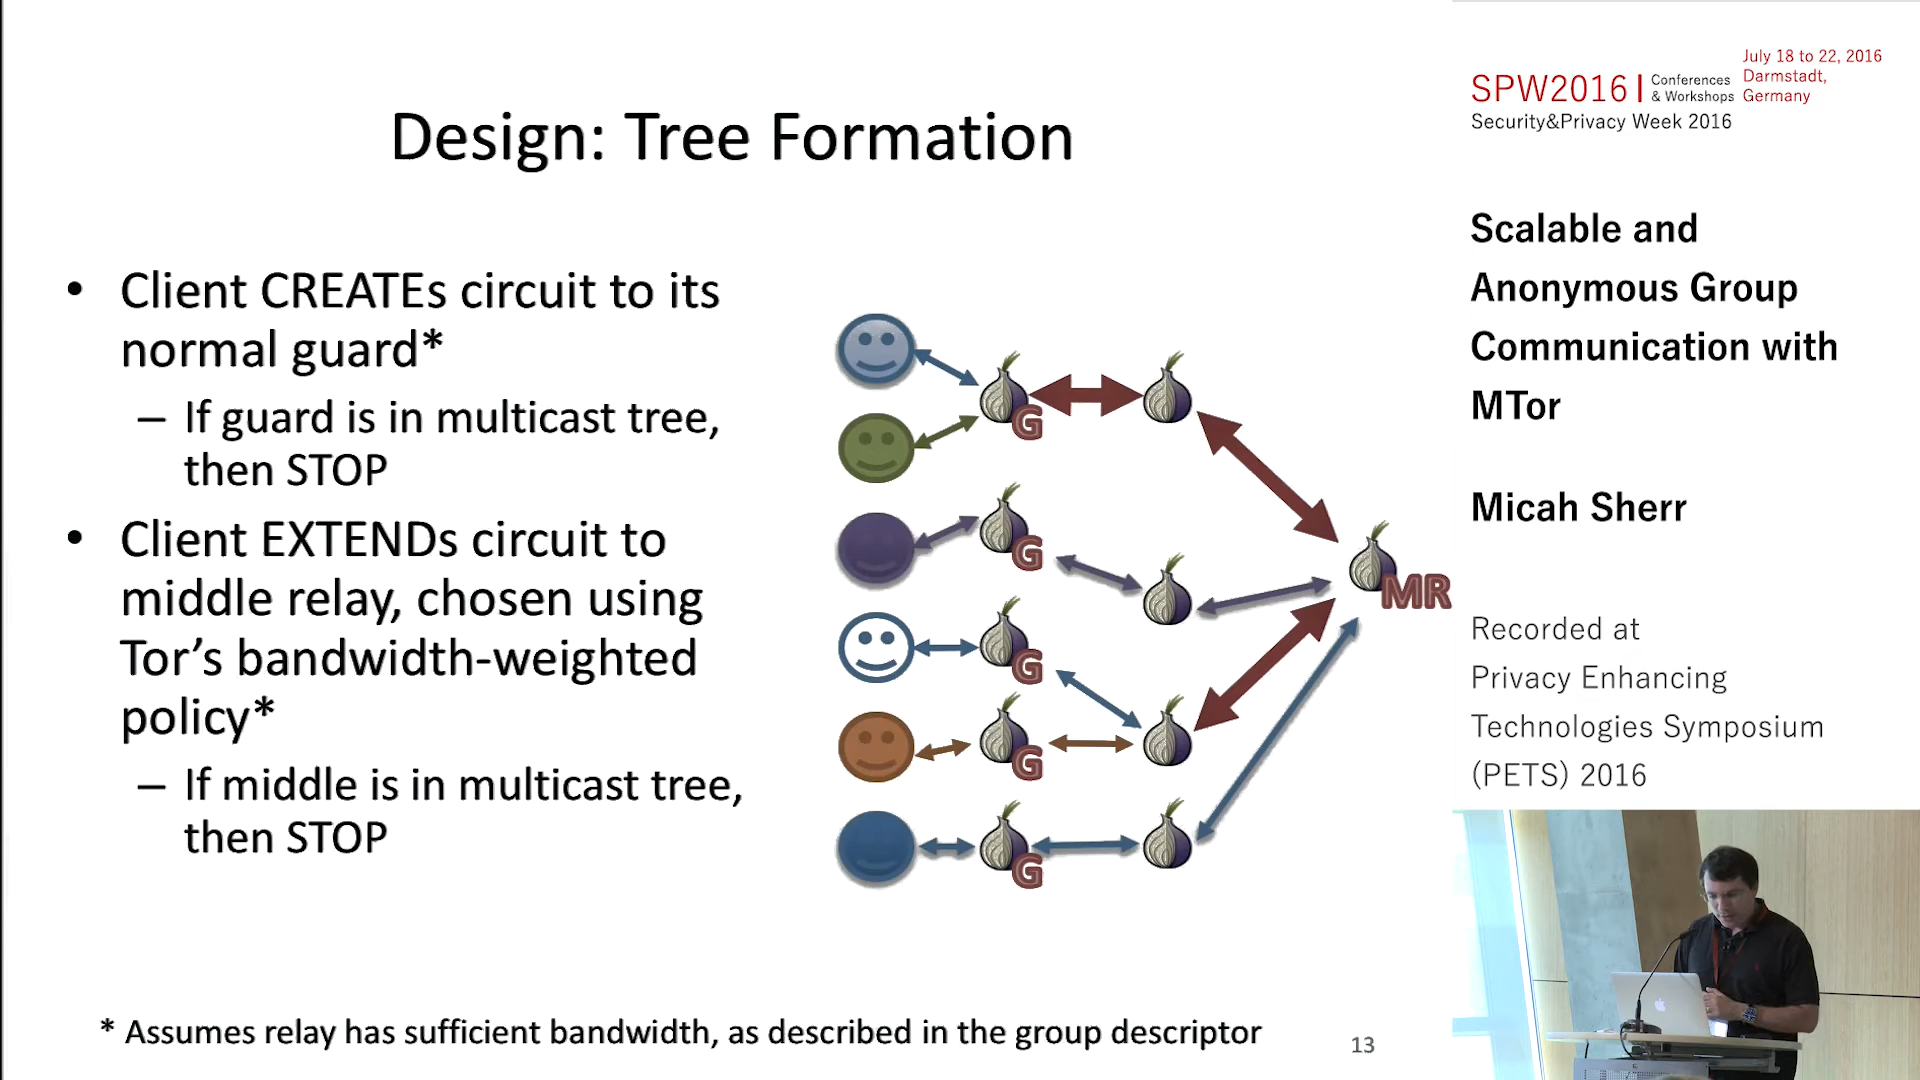 Design: Tree Formation
• Client CREATEs circuit to its
normal guard*
– If guard is in multicast tree,
then STOP
• Client EXTENDs circuit to
middle relay, chosen using
Tor’s bandwidth-weighted
policy*
– If middle is in multicast tree,
then STOP
G
G
G
G
G
MR
* Assumes relay has sufficient bandwidth, as described in the group descriptor
13
SPW2016 | Conferences
& Workshops
July 18 to 22, 2016
Darmstadt,
Germany
Security&Privacy Week 2016
Scalable and
Anonymous Group
Communication with
MTor
Micah Sherr
Recorded at
Privacy Enhancing
Technologies Symposium
(PETS) 2016